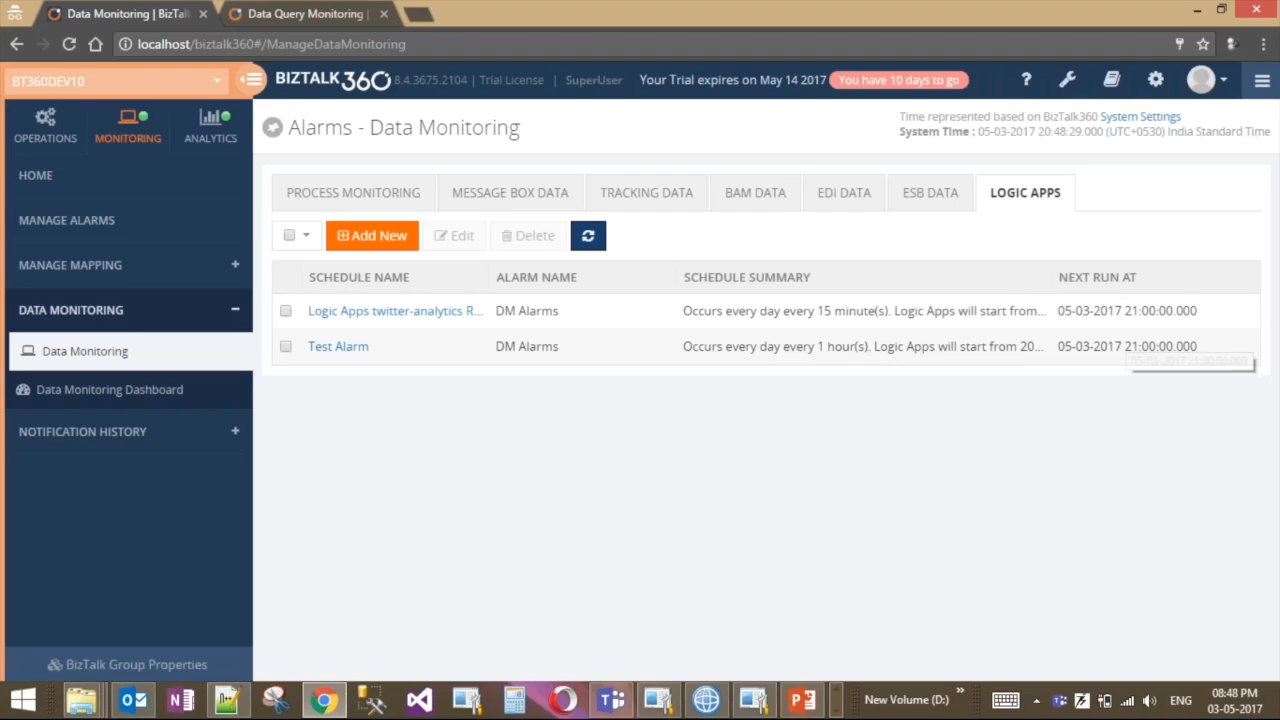 Data Monitoring | BizTalk
Data Query Monitoring |
localhost/biztalk360#/ManageDataMonitoring
BT360DEV10
BIZTALK360 8.4.3675.2104 | Trial License | SuperUser
Your Trial expires on May 14 2017 You have 10 days to go
OPERATIONS MONITORING ANALYTICS
Alarms - Data Monitoring
Time represented based on BizTalk360 System Settings
System Time : 05-03-2017 20:48:29.000 (UTC+0530) India Standard Time
HOME
MANAGE ALARMS
MANAGE MAPPING +
DATA MONITORING −
Data Monitoring
Data Monitoring Dashboard
NOTIFICATION HISTORY +
BizTalk Group Properties
PROCESS MONITORING MESSAGE BOX DATA TRACKING DATA BAM DATA EDI DATA ESB DATA LOGIC APPS
Add New Edit Delete
SCHEDULE NAME ALARM NAME SCHEDULE SUMMARY NEXT RUN AT
Logic Apps twitter-analytics R... DM Alarms Occurs every day every 15 minute(s). Logic Apps will start from... 05-03-2017 21:00:00.000
Test Alarm DM Alarms Occurs every day every 1 hour(s). Logic Apps will start from 20... 05-03-2017 21:00:00.000
05-03-2017 21:00:00.000
New Volume (D:) » ENG 08:48 PM
03-05-2017